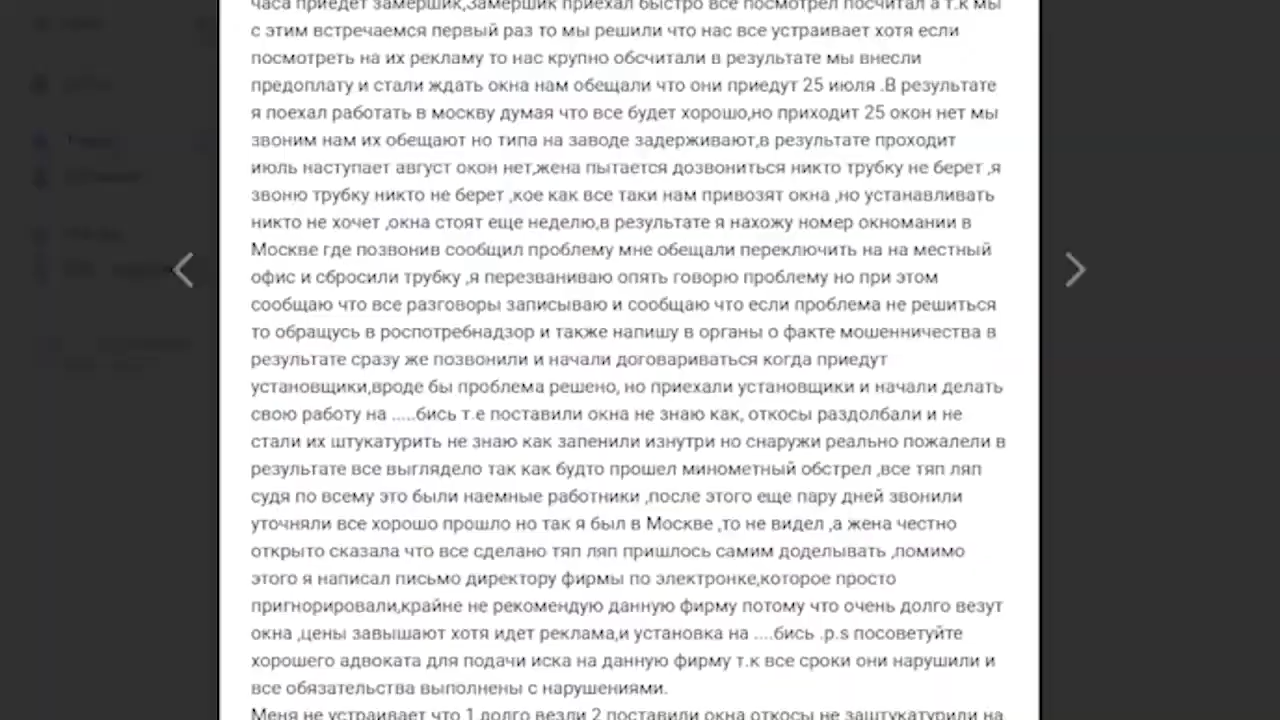 часа приедет замерщик,Замерщик приехал быстро все посмотрел посчитал а т.к мы
с этим встречаемся первый раз то мы решили что нас все устраивает хотя если
посмотреть на их рекламу то нас крупно обсчитали в результате мы внесли
предоплату и стали ждать окна нам обещали что они приедут 25 июля .В результате
я поехал работать в москву думая что все будет хорошо,но приходит 25 окон нет мы
звоним нам их обещают но типа на заводе задерживают,в результате проходит
июль наступает август окон нет,жена пытается дозвониться никто трубку не берет ,я
звоню трубку никто не берет ,кое как все таки нам привозят окна ,но устанавливать
никто не хочет ,окна стоят еще неделю,в результате я нахожу номер окномании в
Москве где позвонив сообщил проблему мне обещали переключить на на местный
офис и сбросили трубку ,я перезваниваю опять говорю проблему но при этом
сообщаю что все разговоры записываю и сообщаю что если проблема не решиться
то обращусь в роспотребнадзор и также напишу в органы о факте мошенничества в
результате сразу же позвонили и начали договариваться когда приедут
установщики,вроде бы проблема решено, но приехали установщики и начали делать
свою работу на .....бись т.е поставили окна не знаю как, откосы раздолбали и не
стали их штукатурить не знаю как запенили изнутри но снаружи реально пожалели в
результате все выглядело так как будто прошел минометный обстрел ,все тяп ляп
судя по всему это были наемные работники ,после этого еще пару дней звонили
уточняли все хорошо прошло но так я был в Москве ,то не видел ,а жена честно
открыто сказала что все сделано тяп ляп пришлось самим доделывать ,помимо
этого я написал письмо директору фирмы по электронке,которое просто
пригнорировали,крайне не рекомендую данную фирму потому что очень долго везут
окна ,цены завышают хотя идет реклама,и установка на ....бись .p.s посоветуйте
хорошего адвоката для подачи иска на данную фирму т.к все сроки они нарушили и
все обязательства выполнены с нарушениями.
Меня не устраивает что 1 долго везли 2 поставили окна откосы не заштукатурили на